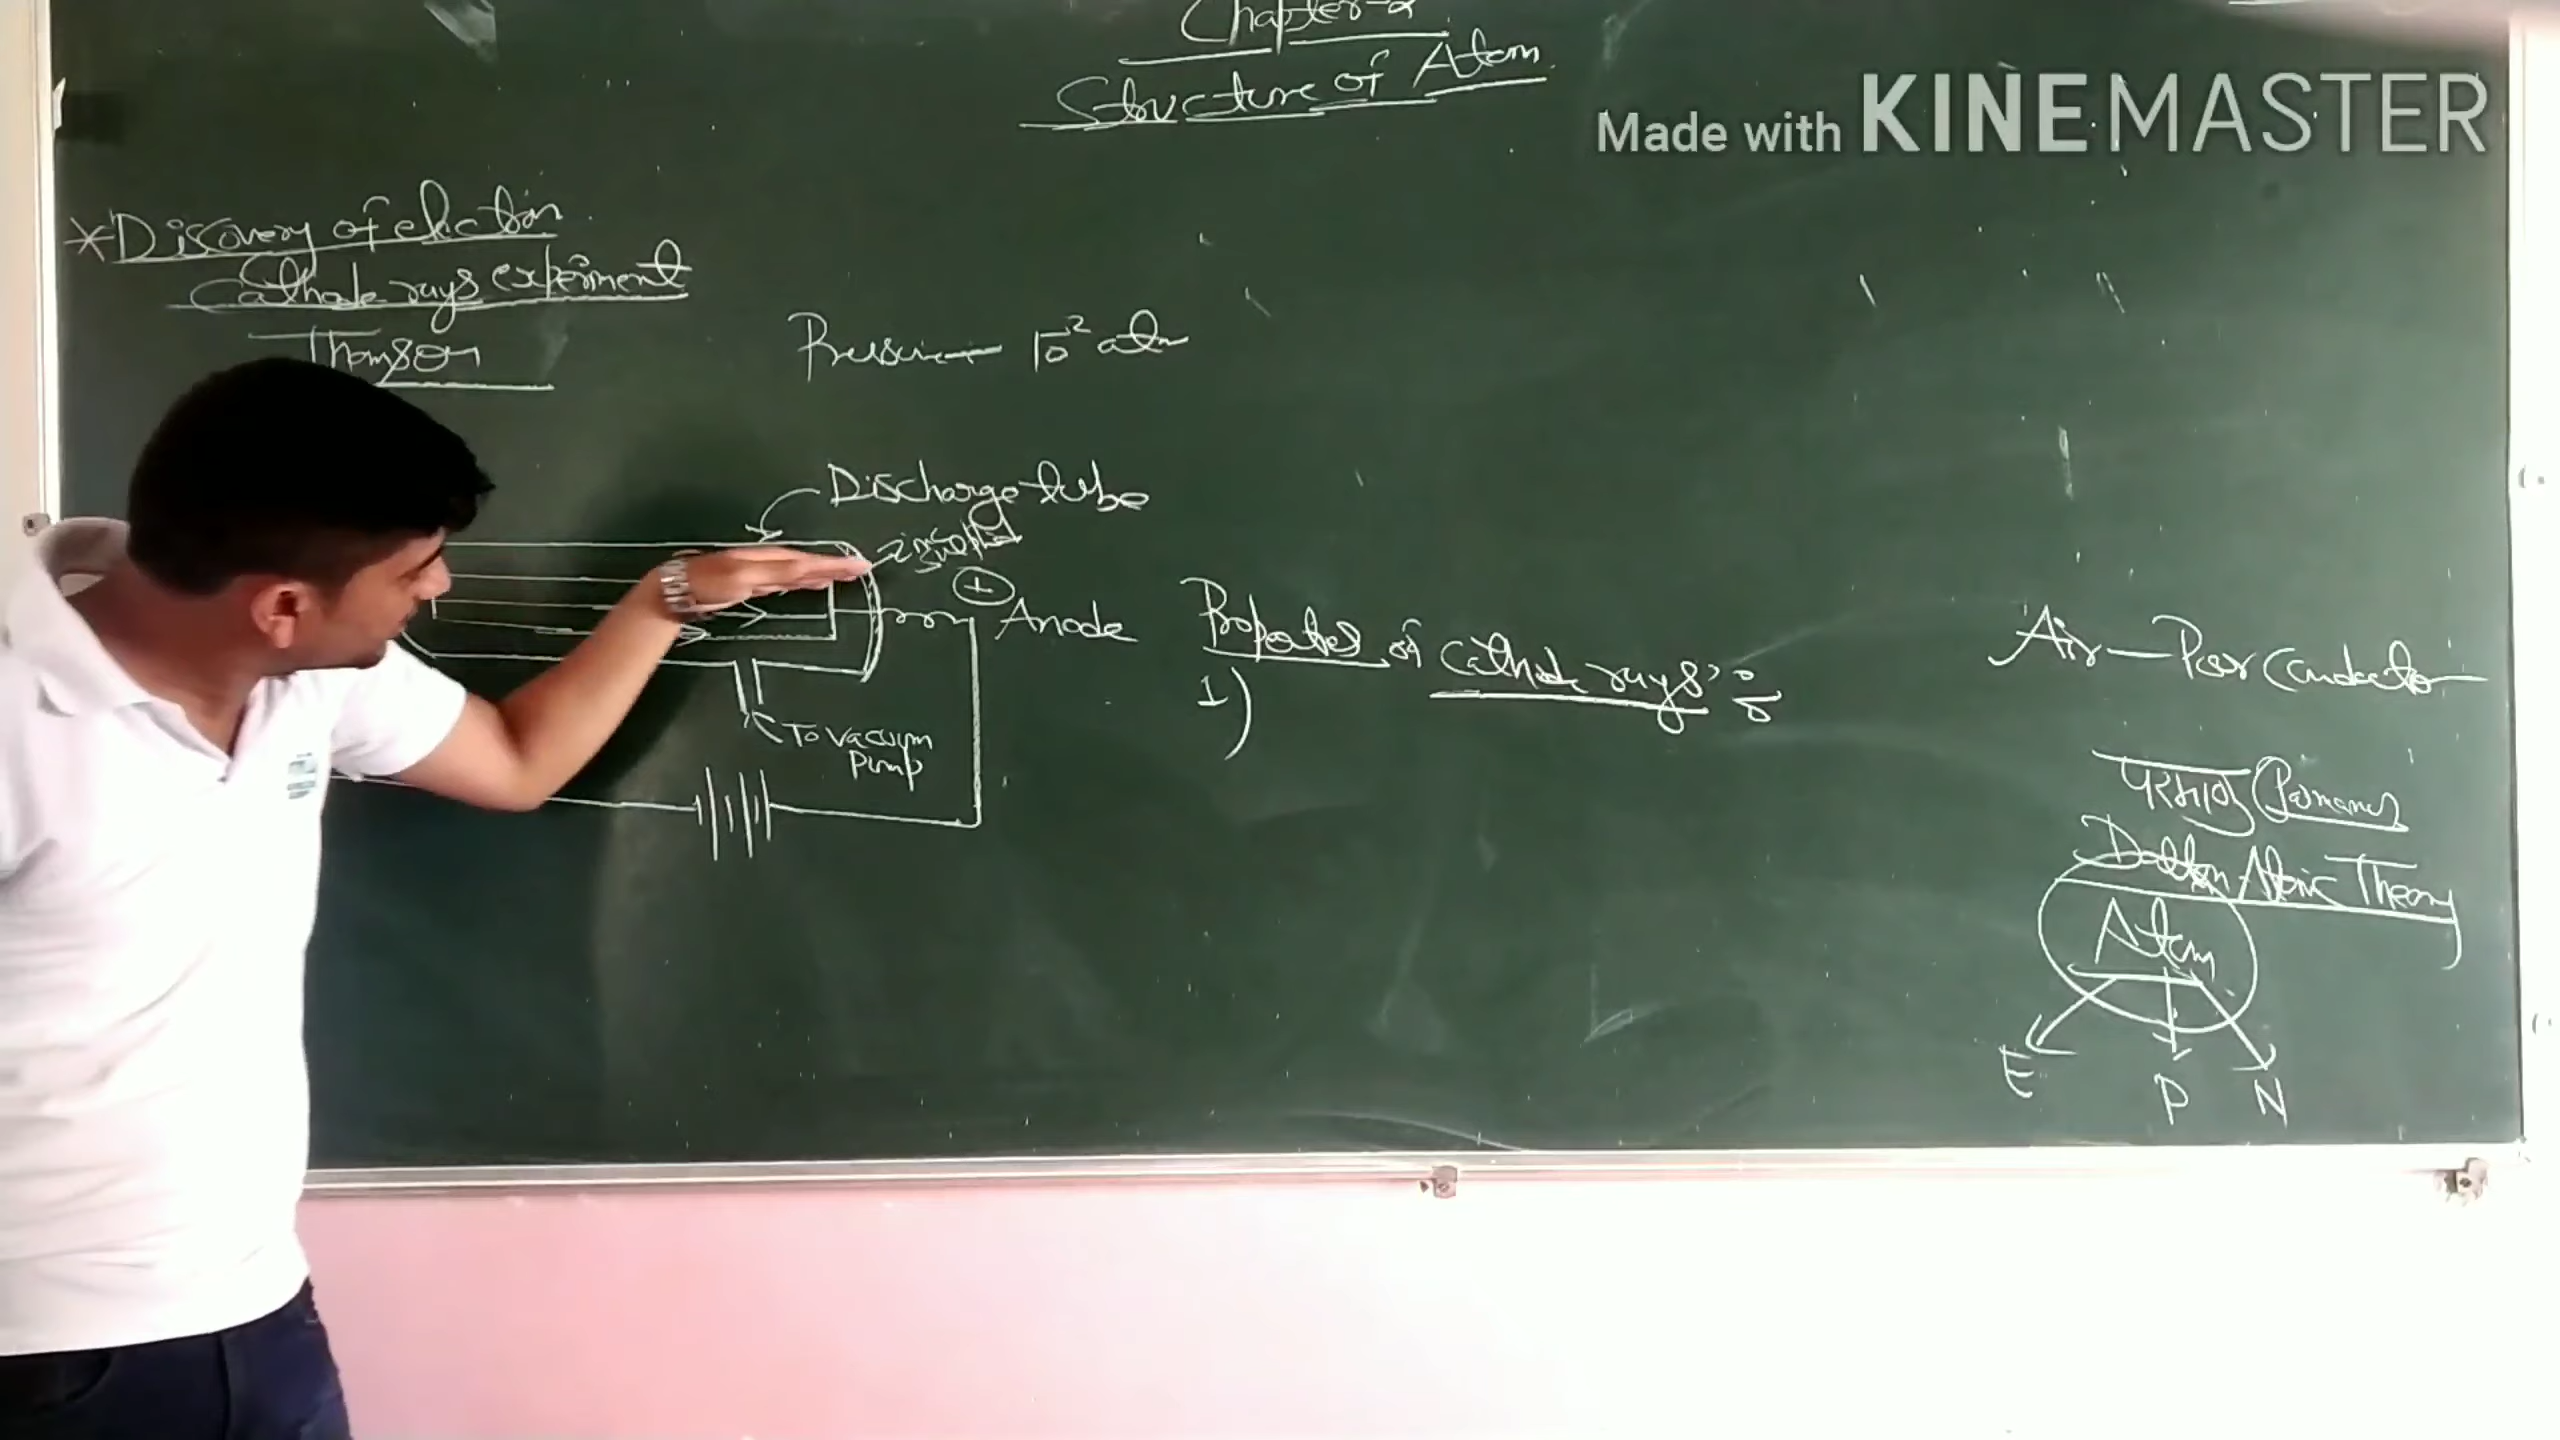 Chapter-2
Structure of Atom
Made with KINEMASTER
*Discovery of electron
Cathode rays experiment
Thomson
Pressure — 10⁻² atm
Discharge tube
+
Anode
To Vacuum
Pump
Properties of Cathode rays :
1)
Air — Poor Conductor
परमाणु
Dalton Atomic Theory
Atom
E P N